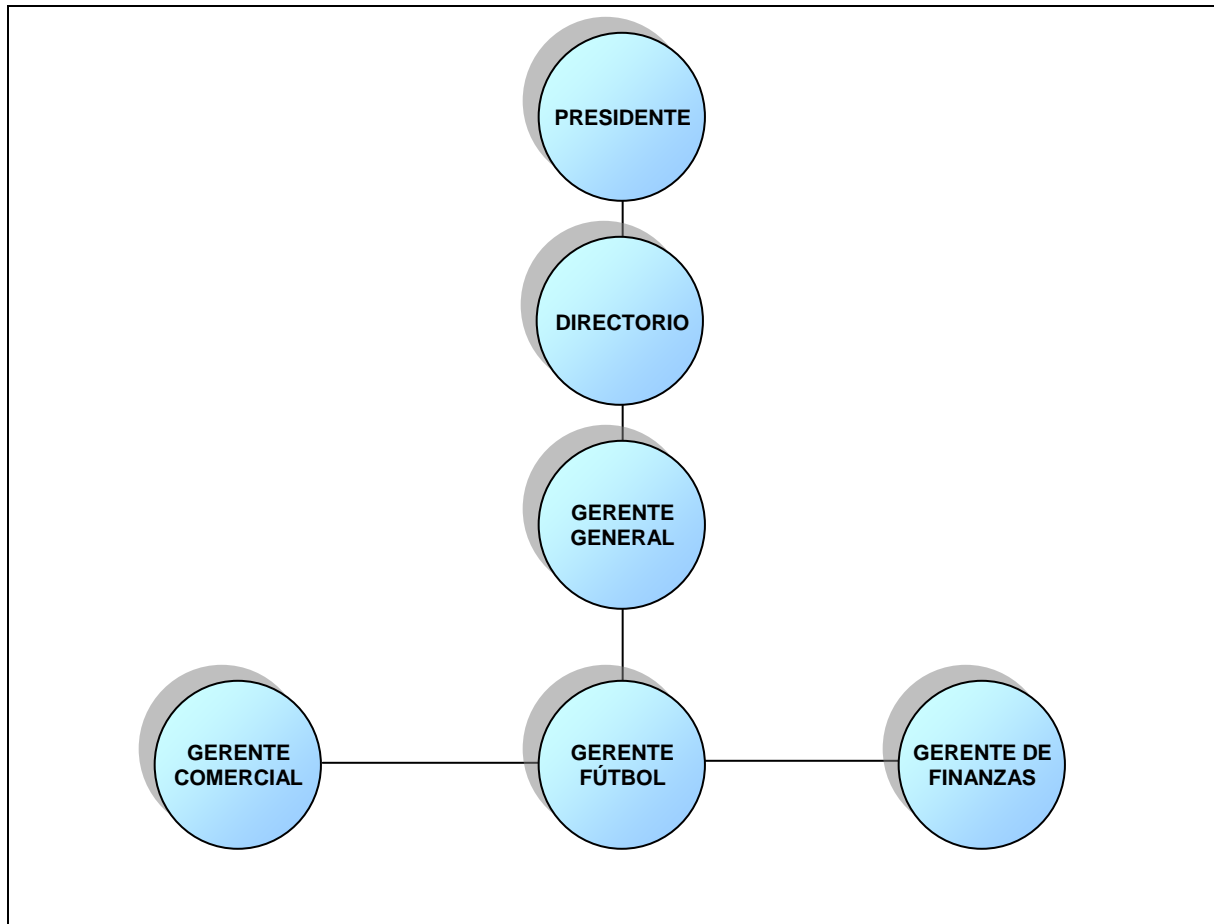 PRESIDENTE
DIRECTORIO
GERENTE
GENERAL
GERENTE
COMERCIAL
GERENTE
FÚTBOL
GERENTE DE
FINANZAS